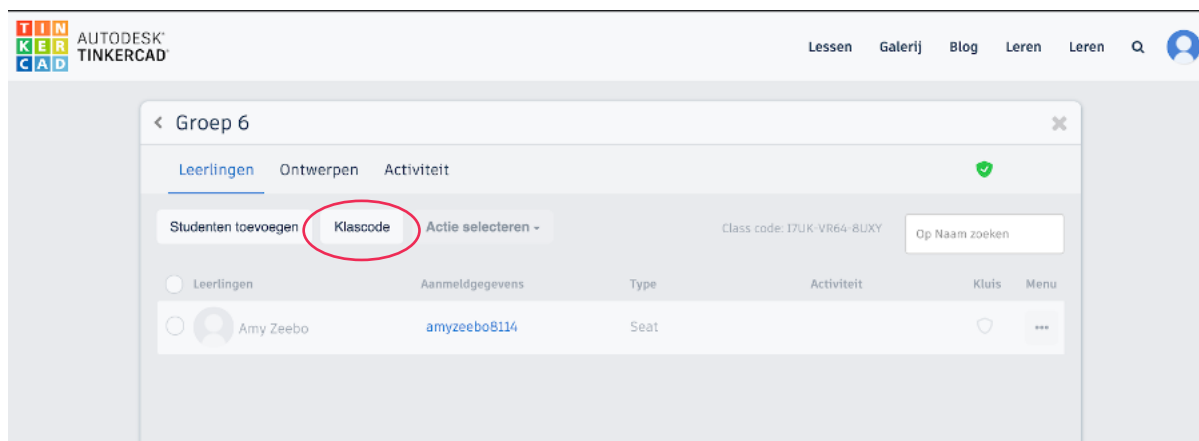 TIN
KER
CAD
AUTODESK®
TINKERCAD®
Lessen Galerij Blog Leren Leren
Groep 6
Leerlingen Ontwerpen Activiteit
Studenten toevoegen Klascode Actie selecteren Class code: I7UK-VR64-8UXY Op Naam zoeken
Leerlingen Aanmeldgegevens Type Activiteit Kluis Menu
Amy Zeebo amyzeebo8114 Seat